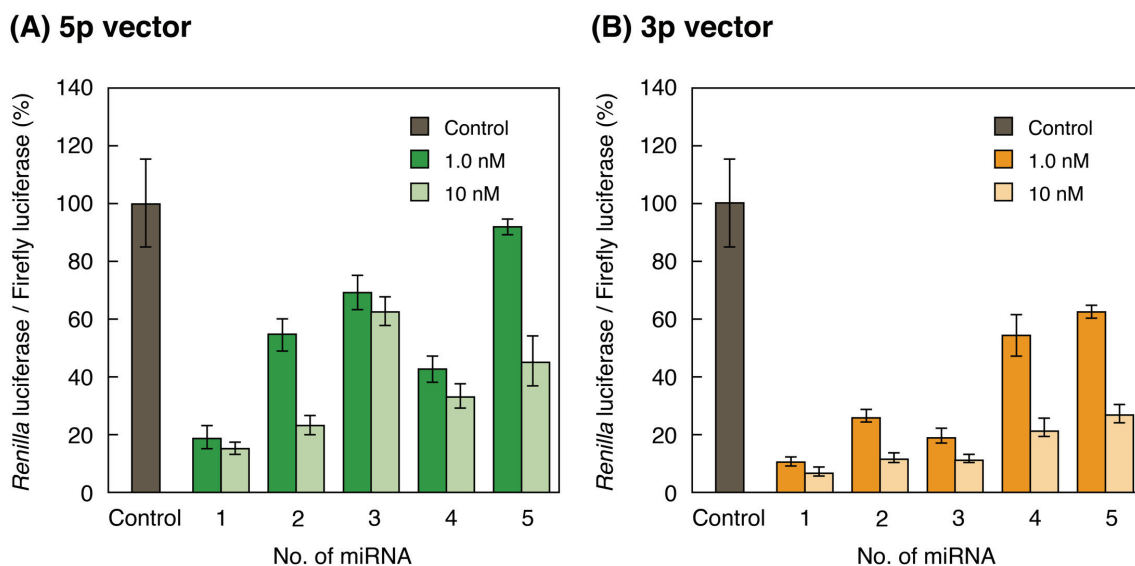 (A) 5p vector
Renilla luciferase / Firefly luciferase (%)
140
120
100
80
60
40
20
0
Control
1.0 nM
10 nM
Control 1 2 3 4 5
No. of miRNA
(B) 3p vector
Renilla luciferase / Firefly luciferase (%)
140
120
100
80
60
40
20
0
Control
1.0 nM
10 nM
Control 1 2 3 4 5
No. of miRNA